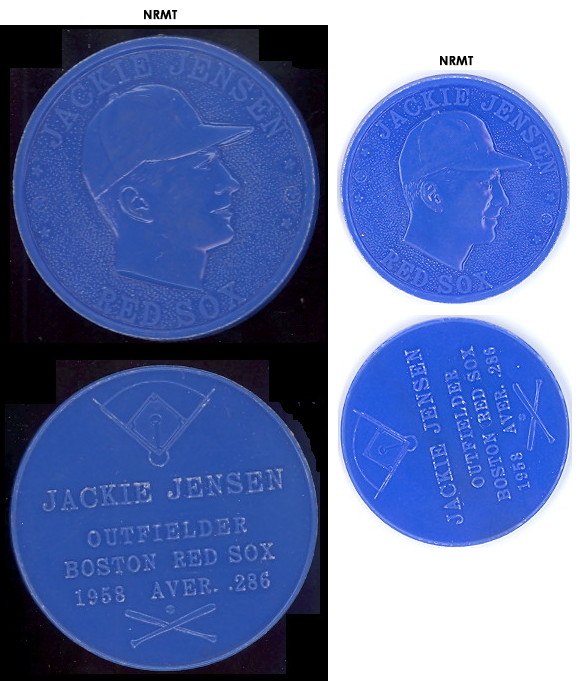 NRMT
JACKIE JENSEN
RED SOX
JACKIE JENSEN
OUTFIELDER
BOSTON RED SOX
1958 AVER. .286
NRMT
JACKIE JENSEN
RED SOX
JACKIE JENSEN
OUTFIELDER
BOSTON RED SOX
1958 AVER. .286